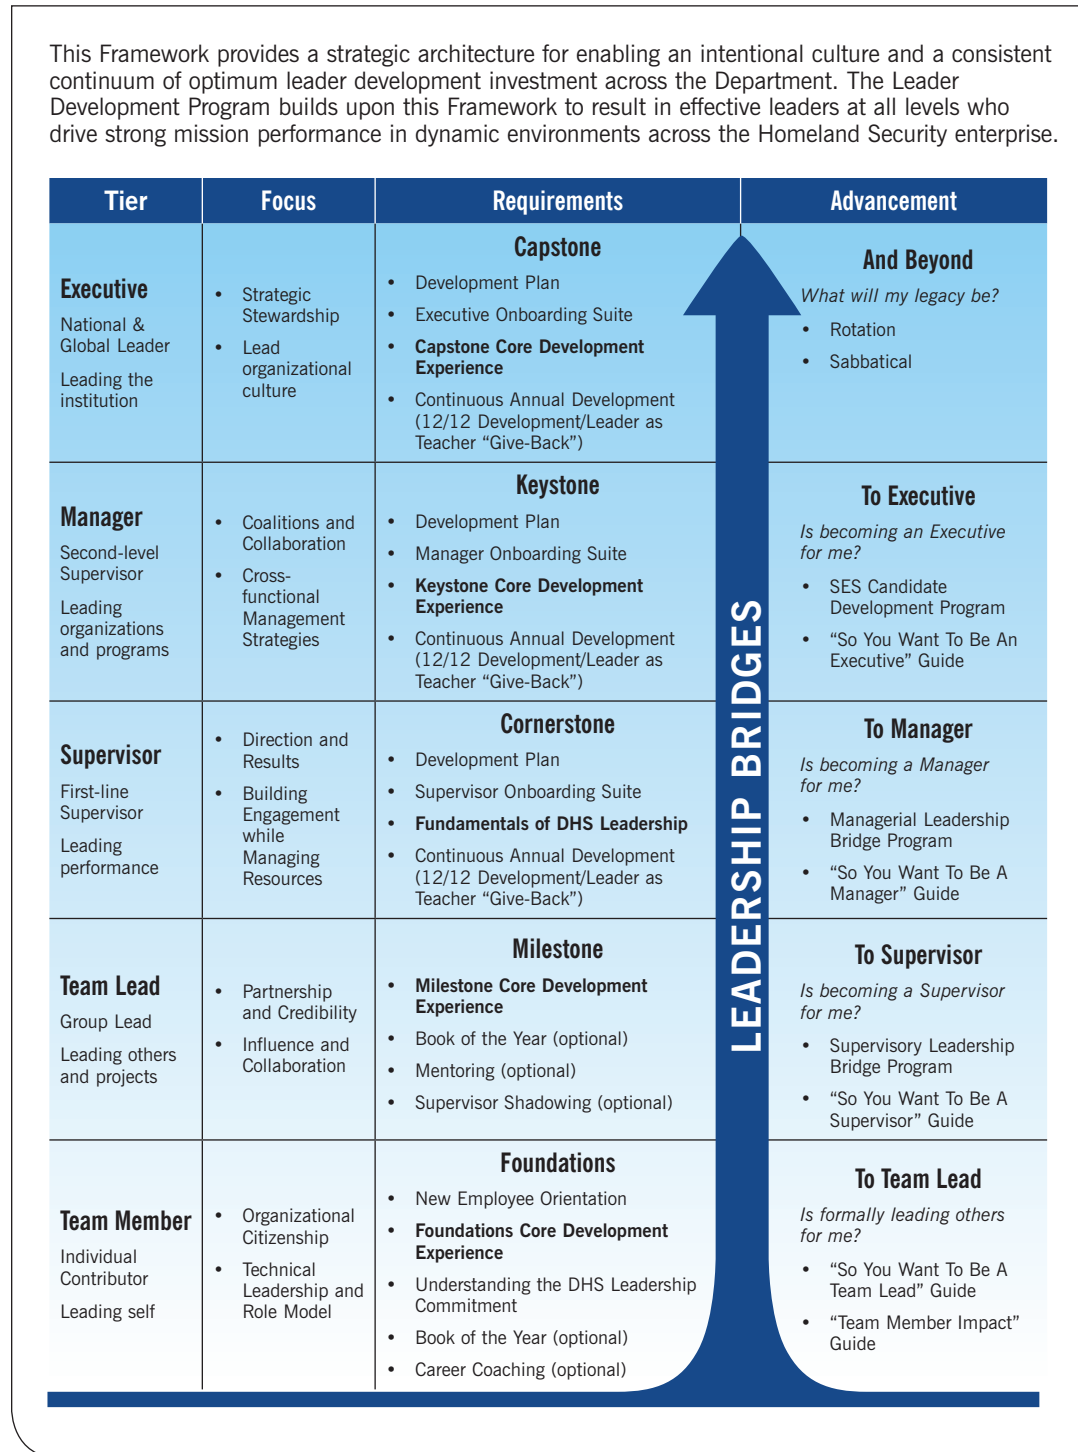 This Framework provides a strategic architecture for enabling an intentional culture and a consistent
continuum of optimum leader development investment across the Department. The Leader
Development Program builds upon this Framework to result in effective leaders at all levels who
drive strong mission performance in dynamic environments across the Homeland Security enterprise.
Tier
Focus
Requirements
Advancement
Executive
National &
Global Leader
Leading the
institution
• Strategic
Stewardship
• Lead
organizational
culture
Capstone
• Development Plan
• Executive Onboarding Suite
• Capstone Core Development
Experience
• Continuous Annual Development
(12/12 Development/Leader as
Teacher “Give-Back”)
And Beyond
What will my legacy be?
• Rotation
• Sabbatical
Manager
Second-level
Supervisor
Leading
organizations
and programs
• Coalitions and
Collaboration
• Cross-
functional
Management
Strategies
Keystone
• Development Plan
• Manager Onboarding Suite
• Keystone Core Development
Experience
• Continuous Annual Development
(12/12 Development/Leader as
Teacher “Give-Back”)
To Executive
Is becoming an Executive
for me?
• SES Candidate
Development Program
• “So You Want To Be An
Executive” Guide
Supervisor
First-line
Supervisor
Leading
performance
• Direction and
Results
• Building
Engagement
while
Managing
Resources
Cornerstone
• Development Plan
• Supervisor Onboarding Suite
• Fundamentals of DHS Leadership
• Continuous Annual Development
(12/12 Development/Leader as
Teacher “Give-Back”)
To Manager
Is becoming a Manager
for me?
• Managerial Leadership
Bridge Program
• “So You Want To Be A
Manager” Guide
Team Lead
Group Lead
Leading others
and projects
• Partnership
and Credibility
• Influence and
Collaboration
Milestone
• Milestone Core Development
Experience
• Book of the Year (optional)
• Mentoring (optional)
• Supervisor Shadowing (optional)
To Supervisor
Is becoming a Supervisor
for me?
• Supervisory Leadership
Bridge Program
• “So You Want To Be A
Supervisor” Guide
Team Member
Individual
Contributor
Leading self
• Organizational
Citizenship
• Technical
Leadership and
Role Model
Foundations
• New Employee Orientation
• Foundations Core Development
Experience
• Understanding the DHS Leadership
Commitment
• Book of the Year (optional)
• Career Coaching (optional)
To Team Lead
Is formally leading others
for me?
• “So You Want To Be A
Team Lead” Guide
• “Team Member Impact”
Guide
LEADERSHIP BRIDGES